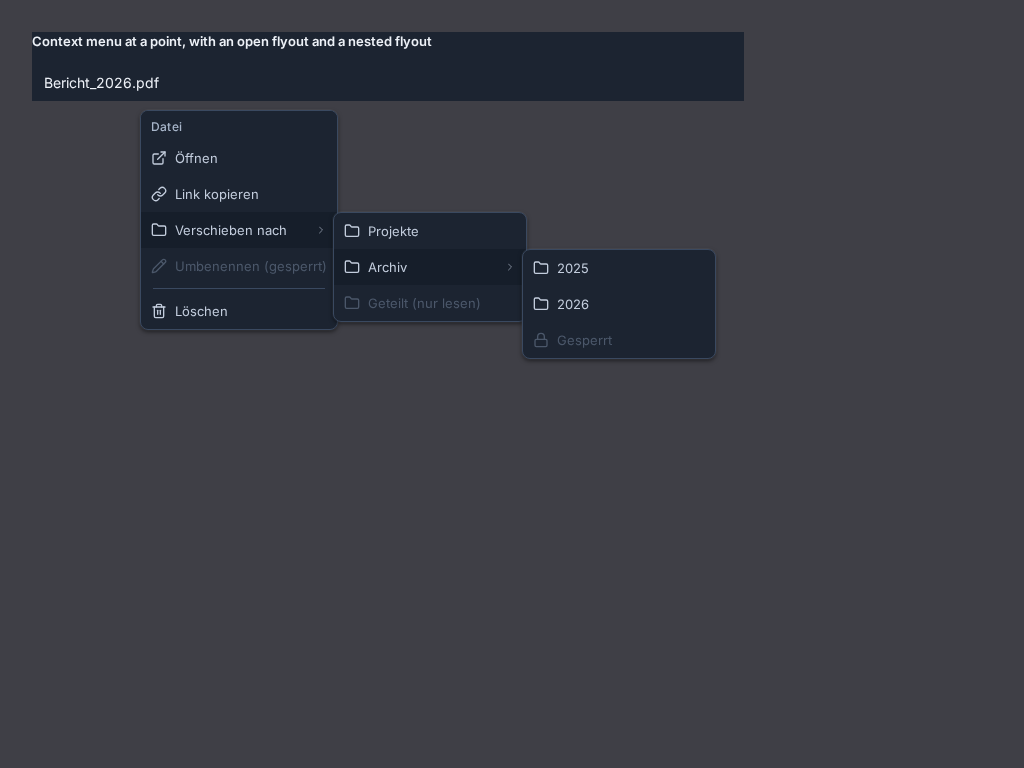 Context menu at a point, with an open flyout and a nested flyout
Bericht_2026.pdf
Datei
Öffnen
Link kopieren
Verschieben nach
Umbenennen (gesperrt)
Löschen
Projekte
Archiv
Geteilt (nur lesen)
2025
2026
Gesperrt